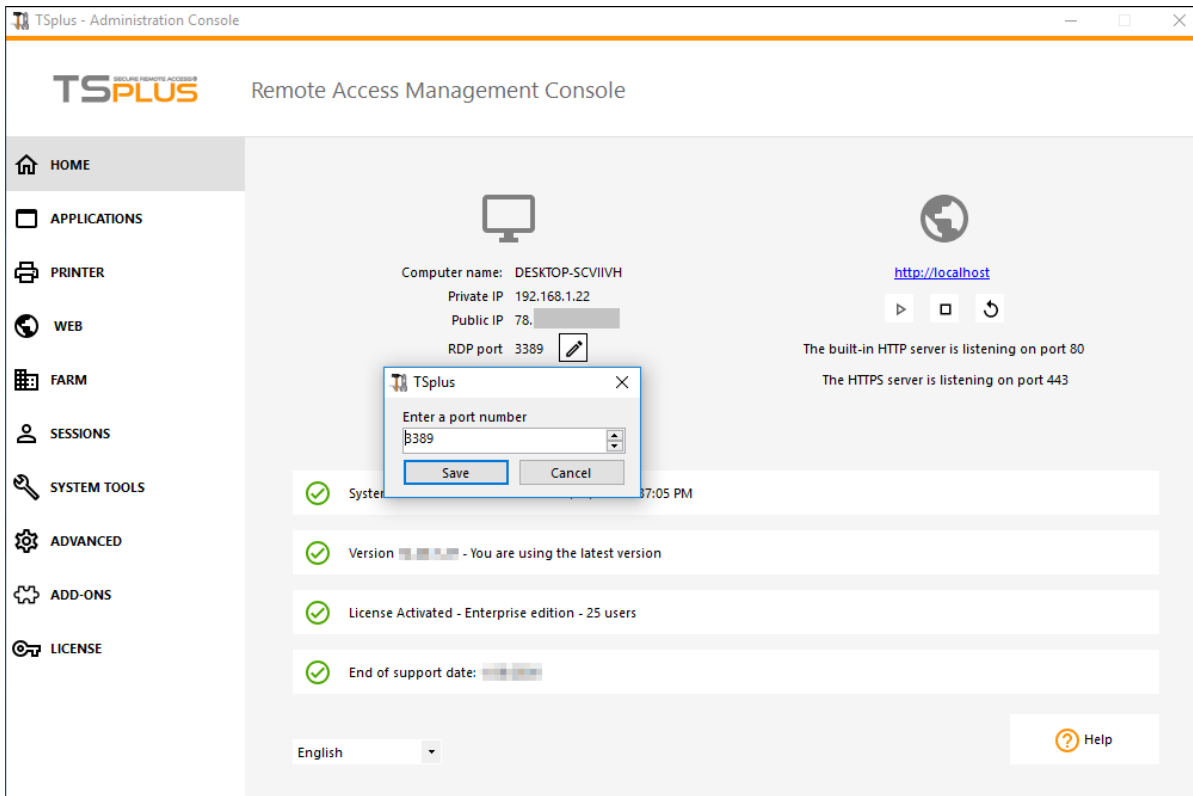 TSplus - Administration Console
TSPLUS
SECURE REMOTE ACCESS®
Remote Access Management Console
HOME
APPLICATIONS
PRINTER
WEB
FARM
SESSIONS
SYSTEM TOOLS
ADVANCED
ADD-ONS
LICENSE
Computer name: DESKTOP-SCVIIVH
Private IP 192.168.1.22
Public IP 78.
RDP port 3389
http://localhost
The built-in HTTP server is listening on port 80
The HTTPS server is listening on port 443
TSplus
Enter a port number
3389
Save Cancel
System 37:05 PM
Version - You are using the latest version
License Activated - Enterprise edition - 25 users
End of support date:
English
Help